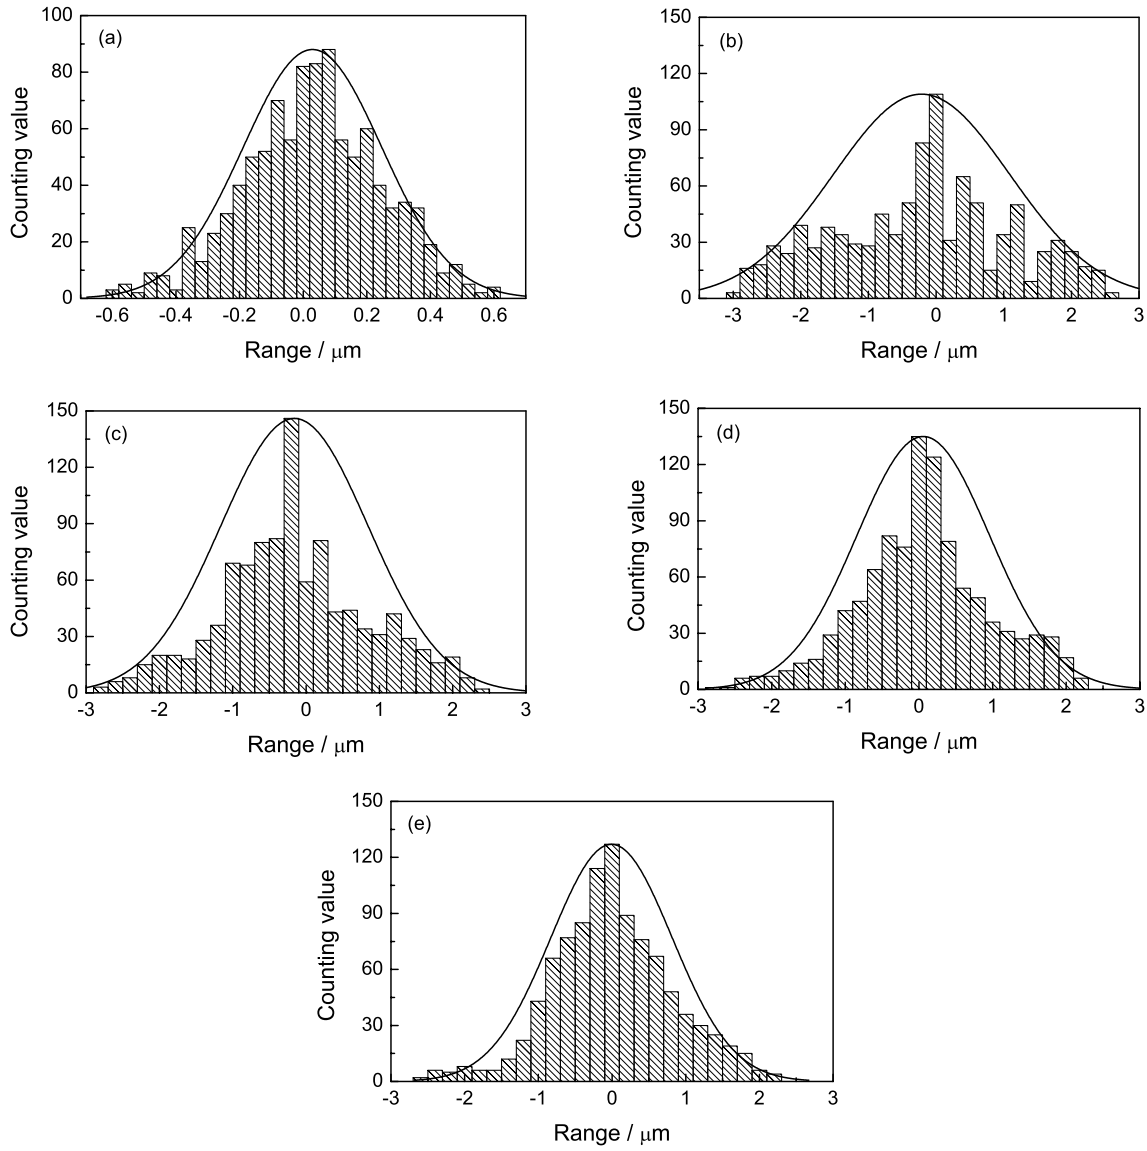 (a)
100
80
60
40
20
0
Counting value
-0.6 -0.4 -0.2 0.0 0.2 0.4 0.6
Range / μm
(b)
150
120
90
60
30
0
Counting value
-3 -2 -1 0 1 2 3
Range / μm
(c)
150
120
90
60
30
0
Counting value
-3 -2 -1 0 1 2 3
Range / μm
(d)
150
120
90
60
30
0
Counting value
-3 -2 -1 0 1 2 3
Range / μm
(e)
150
120
90
60
30
0
Counting value
-3 -2 -1 0 1 2 3
Range / μm